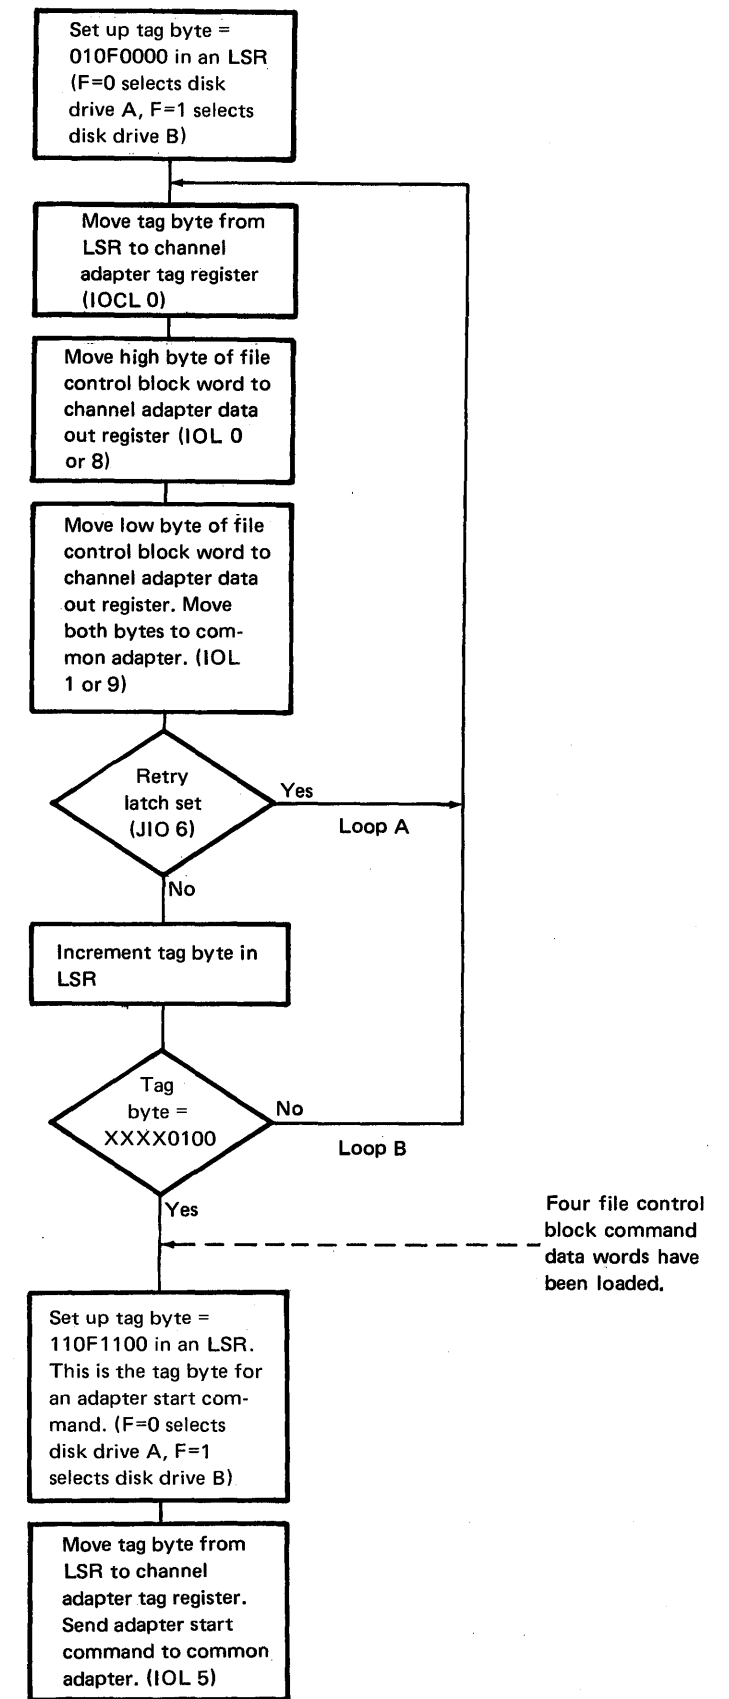 Set up tag byte =
010F0000 in an LSR
(F=0 selects disk
drive A, F=1 selects
disk drive B)
Move tag byte from
LSR to channel
adapter tag register
(IOCL 0)
Move high byte of file
control block word to
channel adapter data
out register (IOL 0
or 8)
Move low byte of file
control block word to
channel adapter data
out register. Move
both bytes to com-
mon adapter. (IOL
1 or 9)
Retry
latch set
(JIO 6)
Yes
Loop A
No
Increment tag byte in
LSR
Tag
byte =
XXXX0100
No
Loop B
Yes
Four file control
block command
data words have
been loaded.
Set up tag byte =
110F1100 in an LSR.
This is the tag byte for
an adapter start com-
mand. (F=0 selects
disk drive A, F=1
selects disk drive B)
Move tag byte from
LSR to channel
adapter tag register.
Send adapter start
command to common
adapter. (IOL 5)